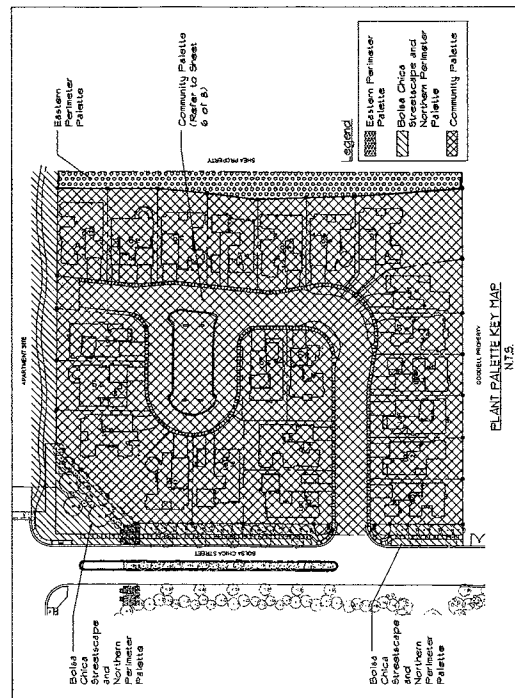 Eastern Perimeter
Palette
Community Palette
(Refer to Sheet
6 of 8)
SHEA PROPERTY
APARTMENT SITE
GOODELL PROPERTY
BOLSA CHICA STREET
Bolsa
Chica
Streetscape
and
Northern
Perimeter
Palette
Bolsa
Chica
Streetscape
and
Northern
Perimeter
Palette
Legend
Eastern Perimeter
Palette
Bolsa Chica
Streetscape and
Northern Perimeter
Palette
Community Palette
PLANT PALETTE KEY MAP
N.T.S.